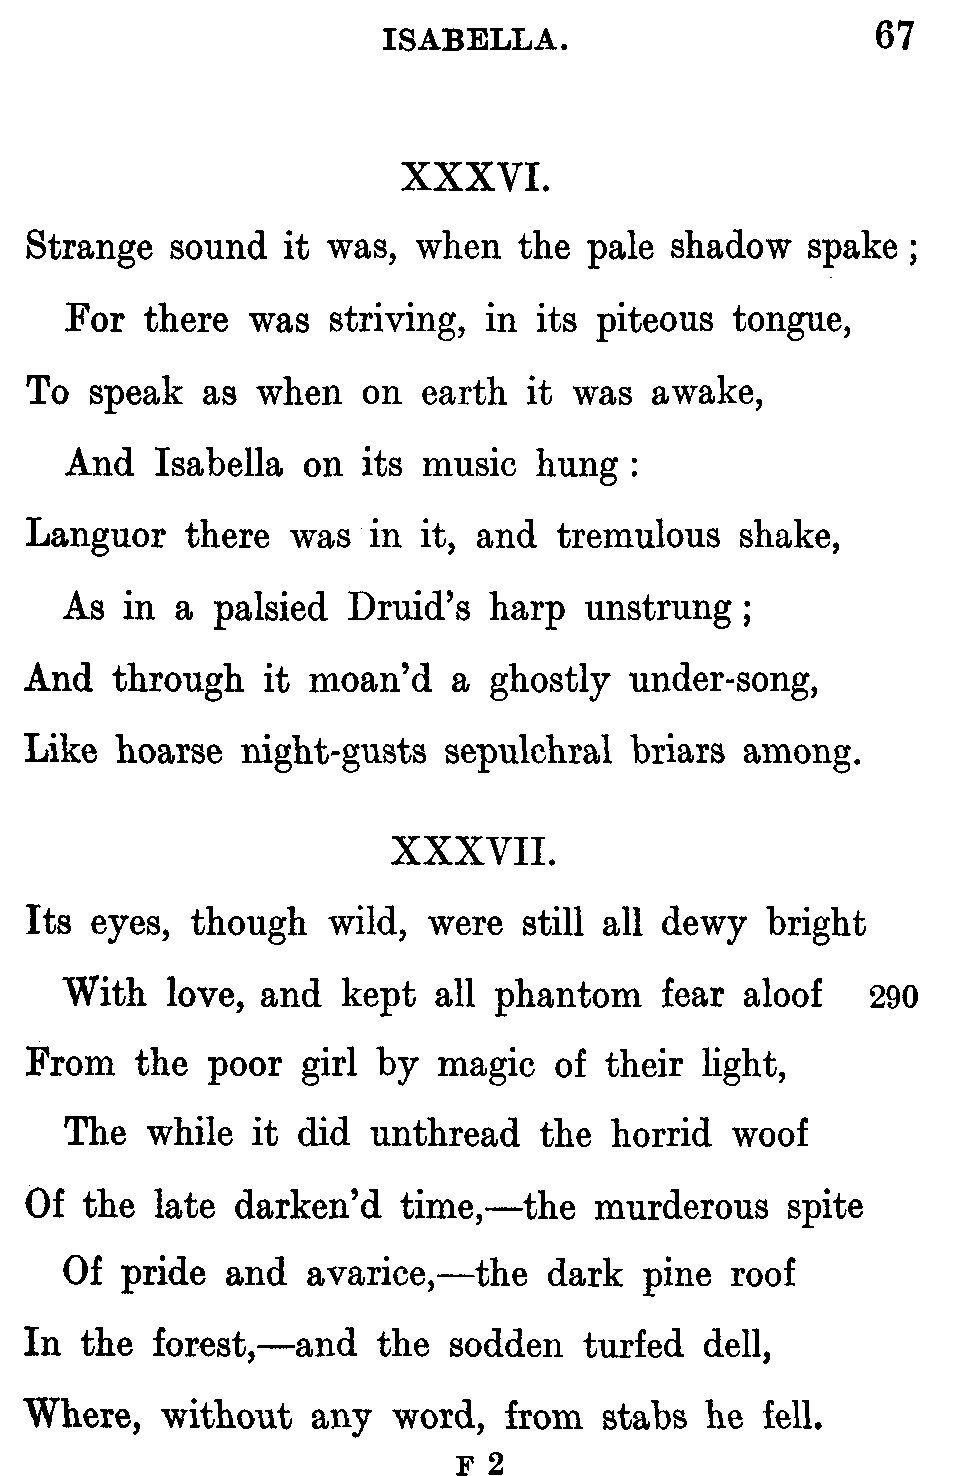 ISABELLA. 67
XXXVI.
Strange sound it was, when the pale shadow spake ;
For there was striving, in its piteous tongue,
To speak as when on earth it was awake,
And Isabella on its music hung :
Languor there was in it, and tremulous shake,
As in a palsied Druid's harp unstrung ;
And through it moan'd a ghostly under-song,
Like hoarse night-gusts sepulchral briars among.
XXXVII.
Its eyes, though wild, were still all dewy bright
With love, and kept all phantom fear aloof 290
From the poor girl by magic of their light,
The while it did unthread the horrid woof
Of the late darken'd time,—the murderous spite
Of pride and avarice,—the dark pine roof
In the forest,—and the sodden turfed dell,
Where, without any word, from stabs he fell.
F 2